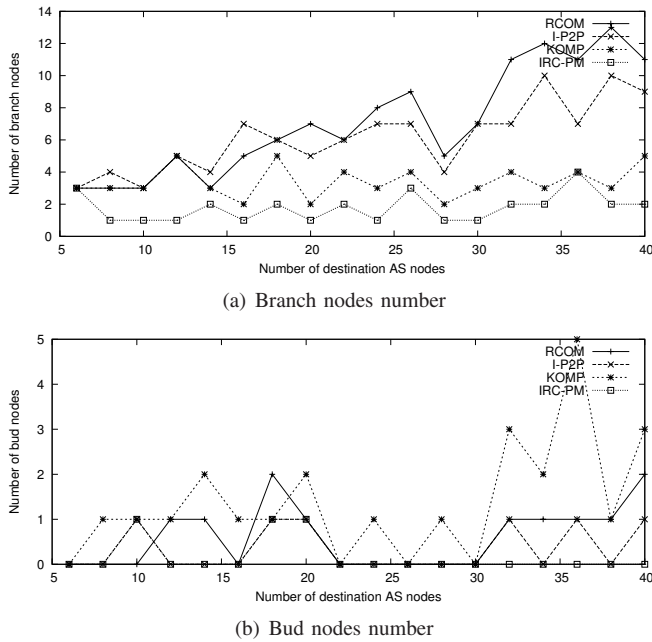 14
12
10
8
6
4
2
0
Number of branch nodes
RCOM
I-P2P
KOMP
IRC-PM
5 10 15 20 25 30 35 40
Number of destination AS nodes
(a) Branch nodes number
5
4
3
2
1
0
Number of bud nodes
RCOM
I-P2P
KOMP
IRC-PM
5 10 15 20 25 30 35 40
Number of destination AS nodes
(b) Bud nodes number